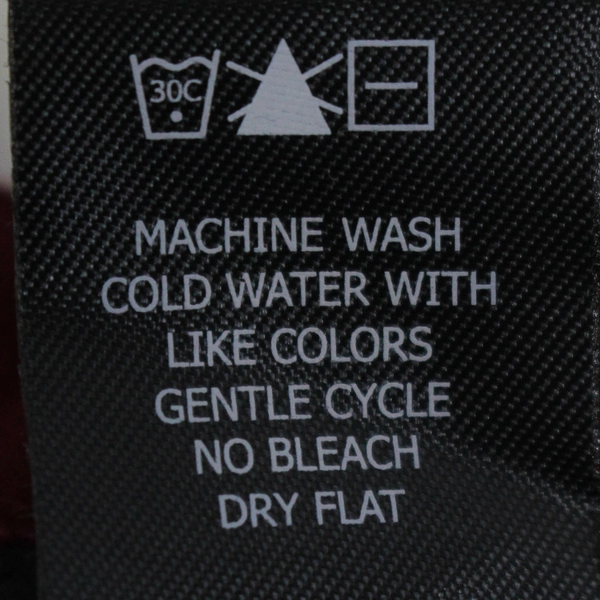 30C
MACHINE WASH
COLD WATER WITH
LIKE COLORS
GENTLE CYCLE
NO BLEACH
DRY FLAT